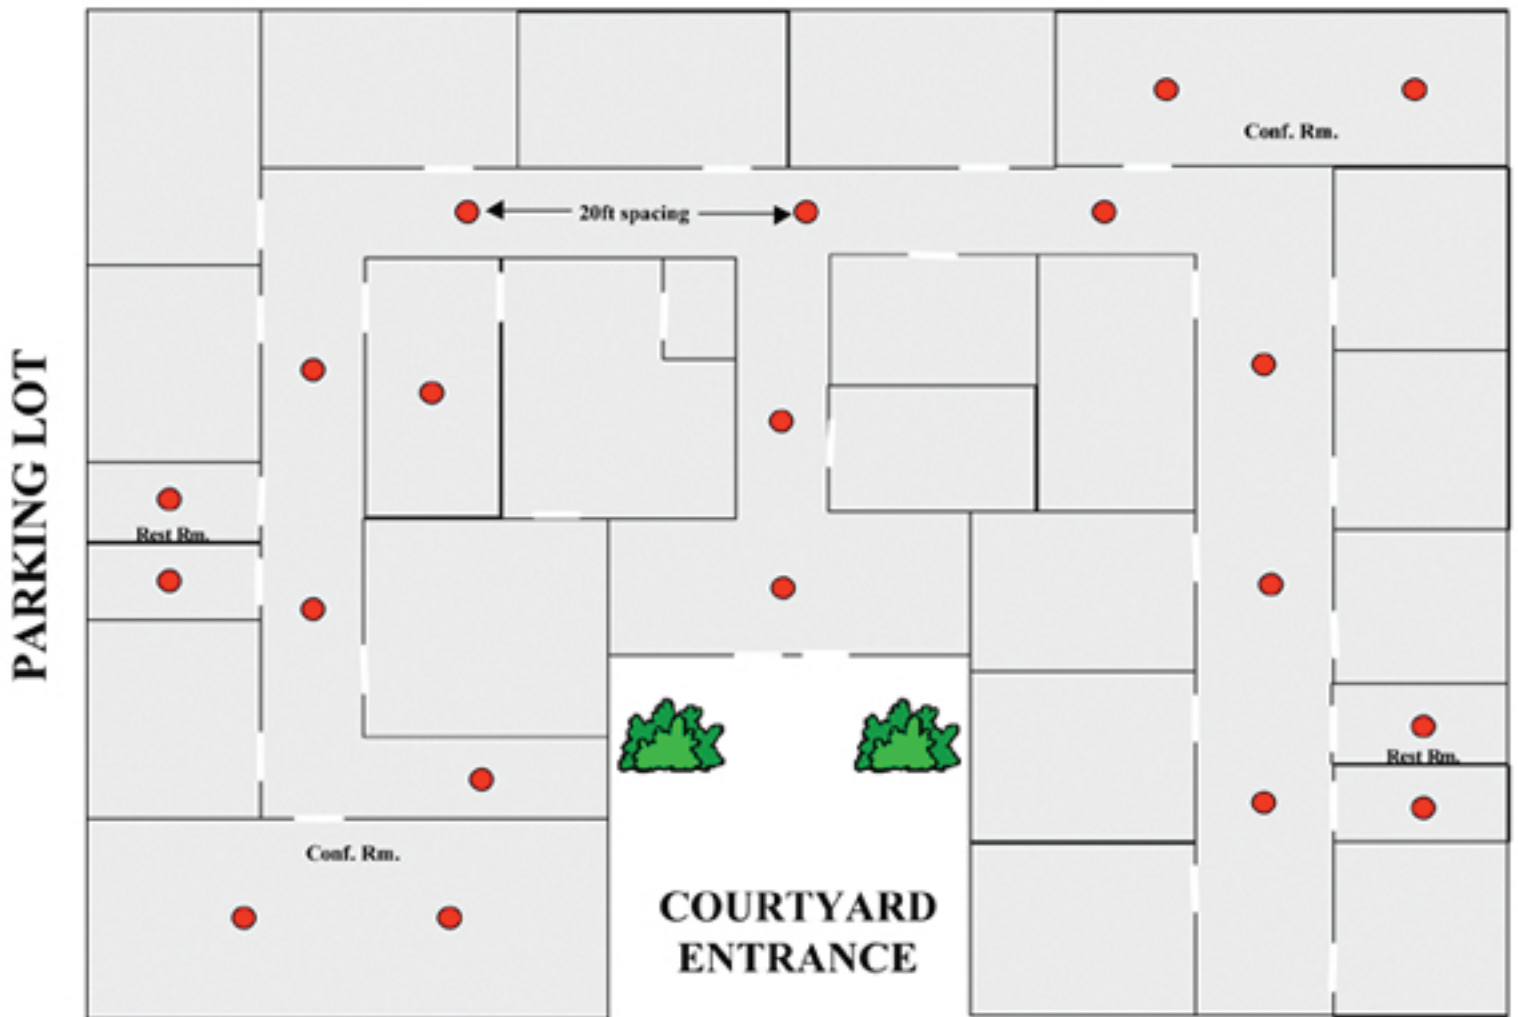 Conf. Rm.
20ft spacing
PARKING LOT
Rest Rm.
Rest Rm.
Conf. Rm.
COURTYARD
ENTRANCE